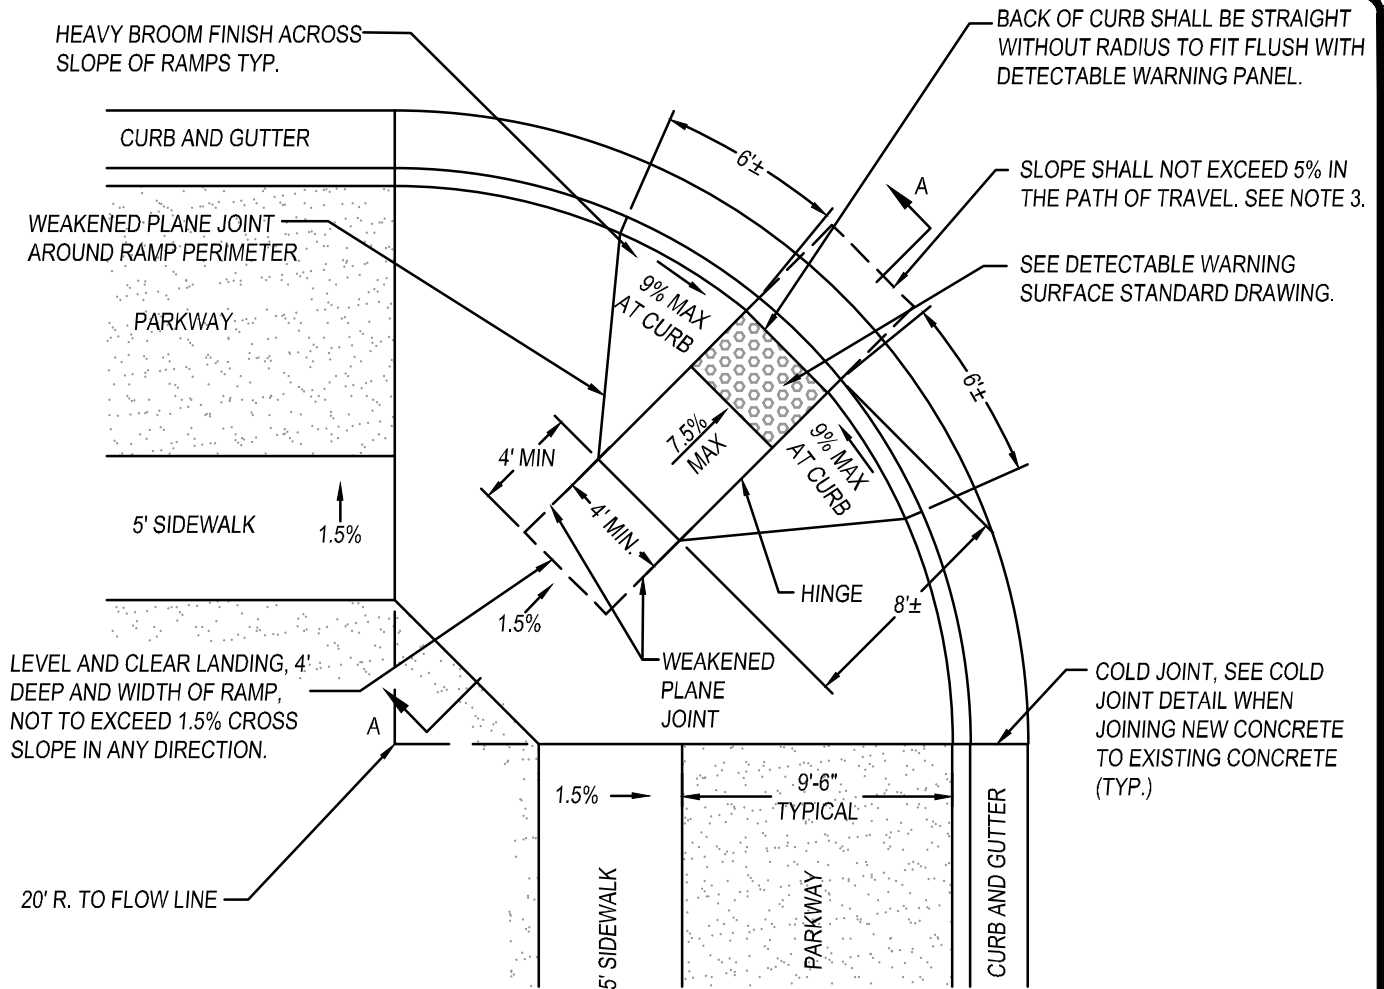 HEAVY BROOM FINISH ACROSS
SLOPE OF RAMPS TYP.
BACK OF CURB SHALL BE STRAIGHT
WITHOUT RADIUS TO FIT FLUSH WITH
DETECTABLE WARNING PANEL.
CURB AND GUTTER
6'±
A
SLOPE SHALL NOT EXCEED 5% IN
THE PATH OF TRAVEL. SEE NOTE 3.
WEAKENED PLANE JOINT
AROUND RAMP PERIMETER
SEE DETECTABLE WARNING
SURFACE STANDARD DRAWING.
9% MAX
AT CURB
PARKWAY
6'±
7.5%
MAX
9% MAX
AT CURB
4' MIN
4' MIN.
5' SIDEWALK
1.5%
HINGE
8'±
1.5%
LEVEL AND CLEAR LANDING, 4'
DEEP AND WIDTH OF RAMP,
NOT TO EXCEED 1.5% CROSS
SLOPE IN ANY DIRECTION.
A
WEAKENED
PLANE
JOINT
COLD JOINT, SEE COLD
JOINT DETAIL WHEN
JOINING NEW CONCRETE
TO EXISTING CONCRETE
(TYP.)
1.5%
9'-6"
TYPICAL
20' R. TO FLOW LINE
5' SIDEWALK
PARKWAY
CURB AND GUTTER